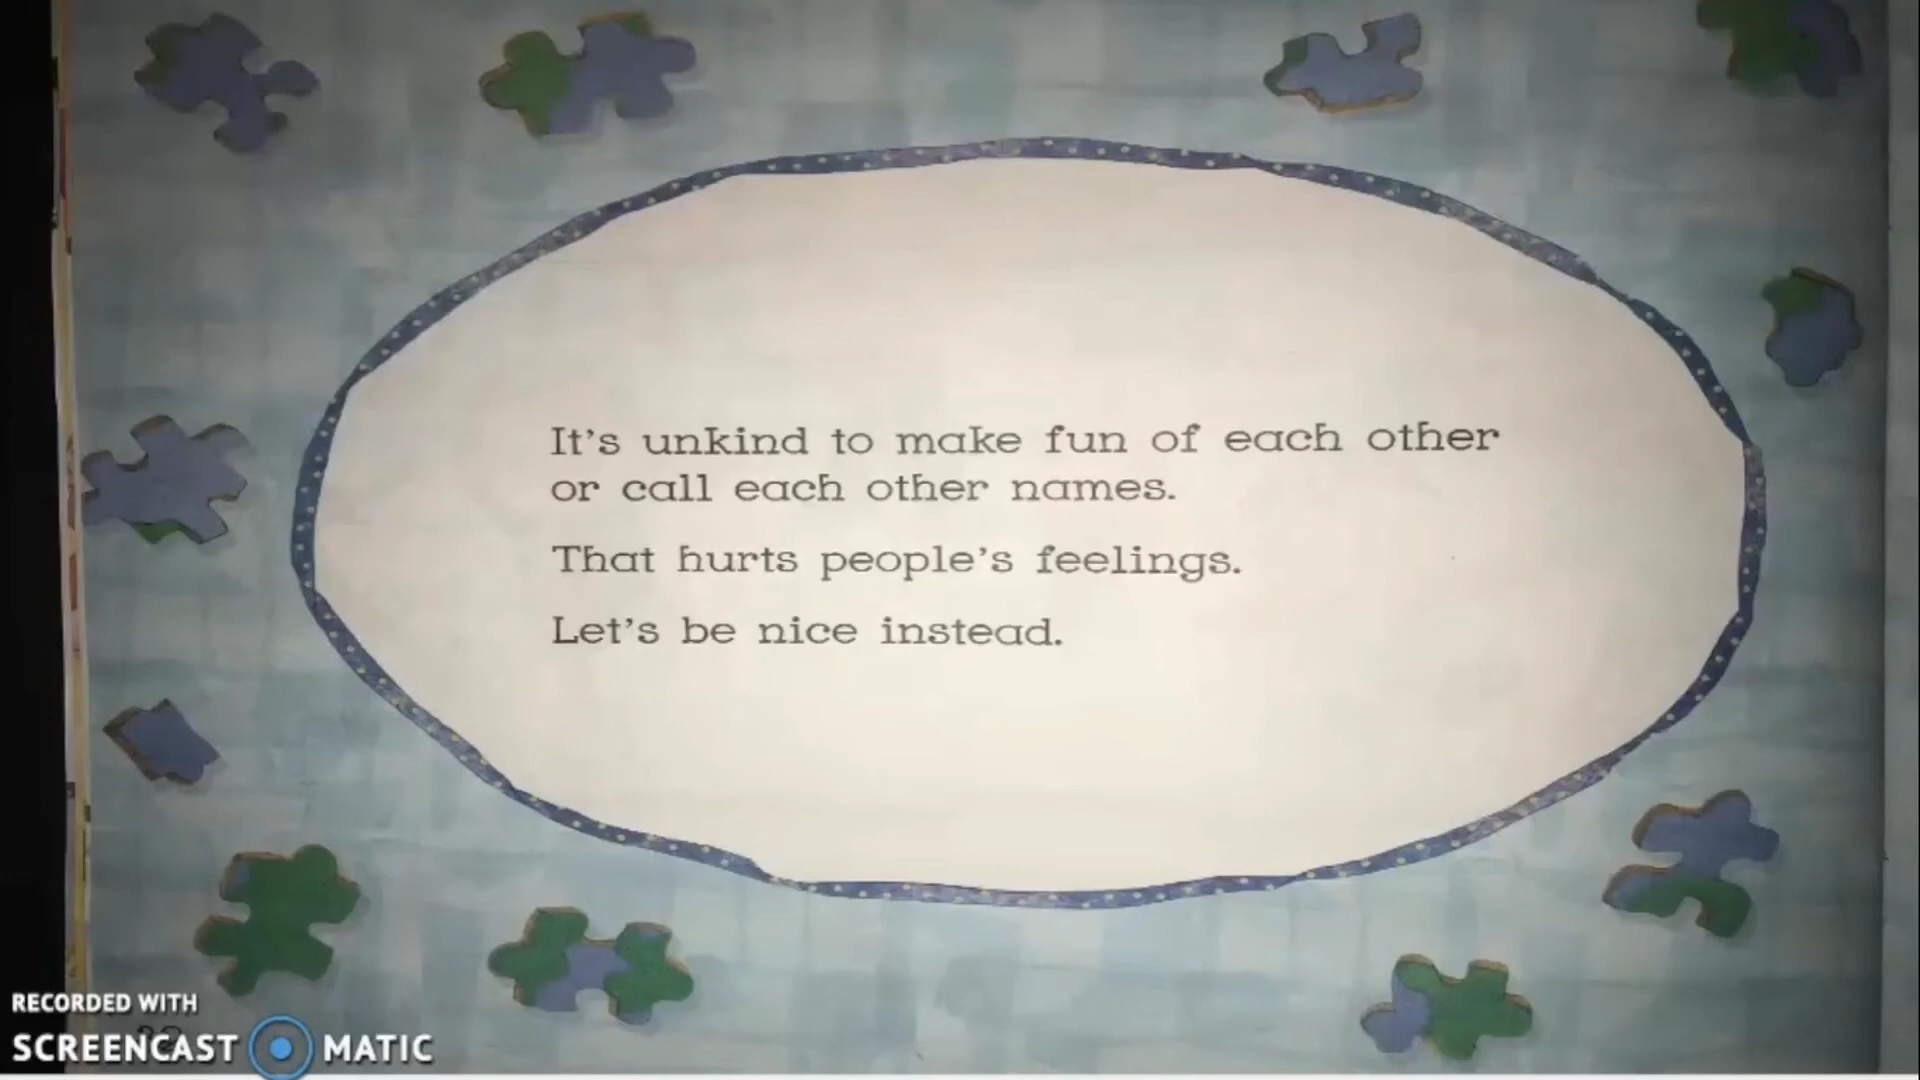 It's unkind to make fun of each other
or call each other names.
That hurts people's feelings.
Let's be nice instead.
RECORDED WITH
SCREENCAST MATIC